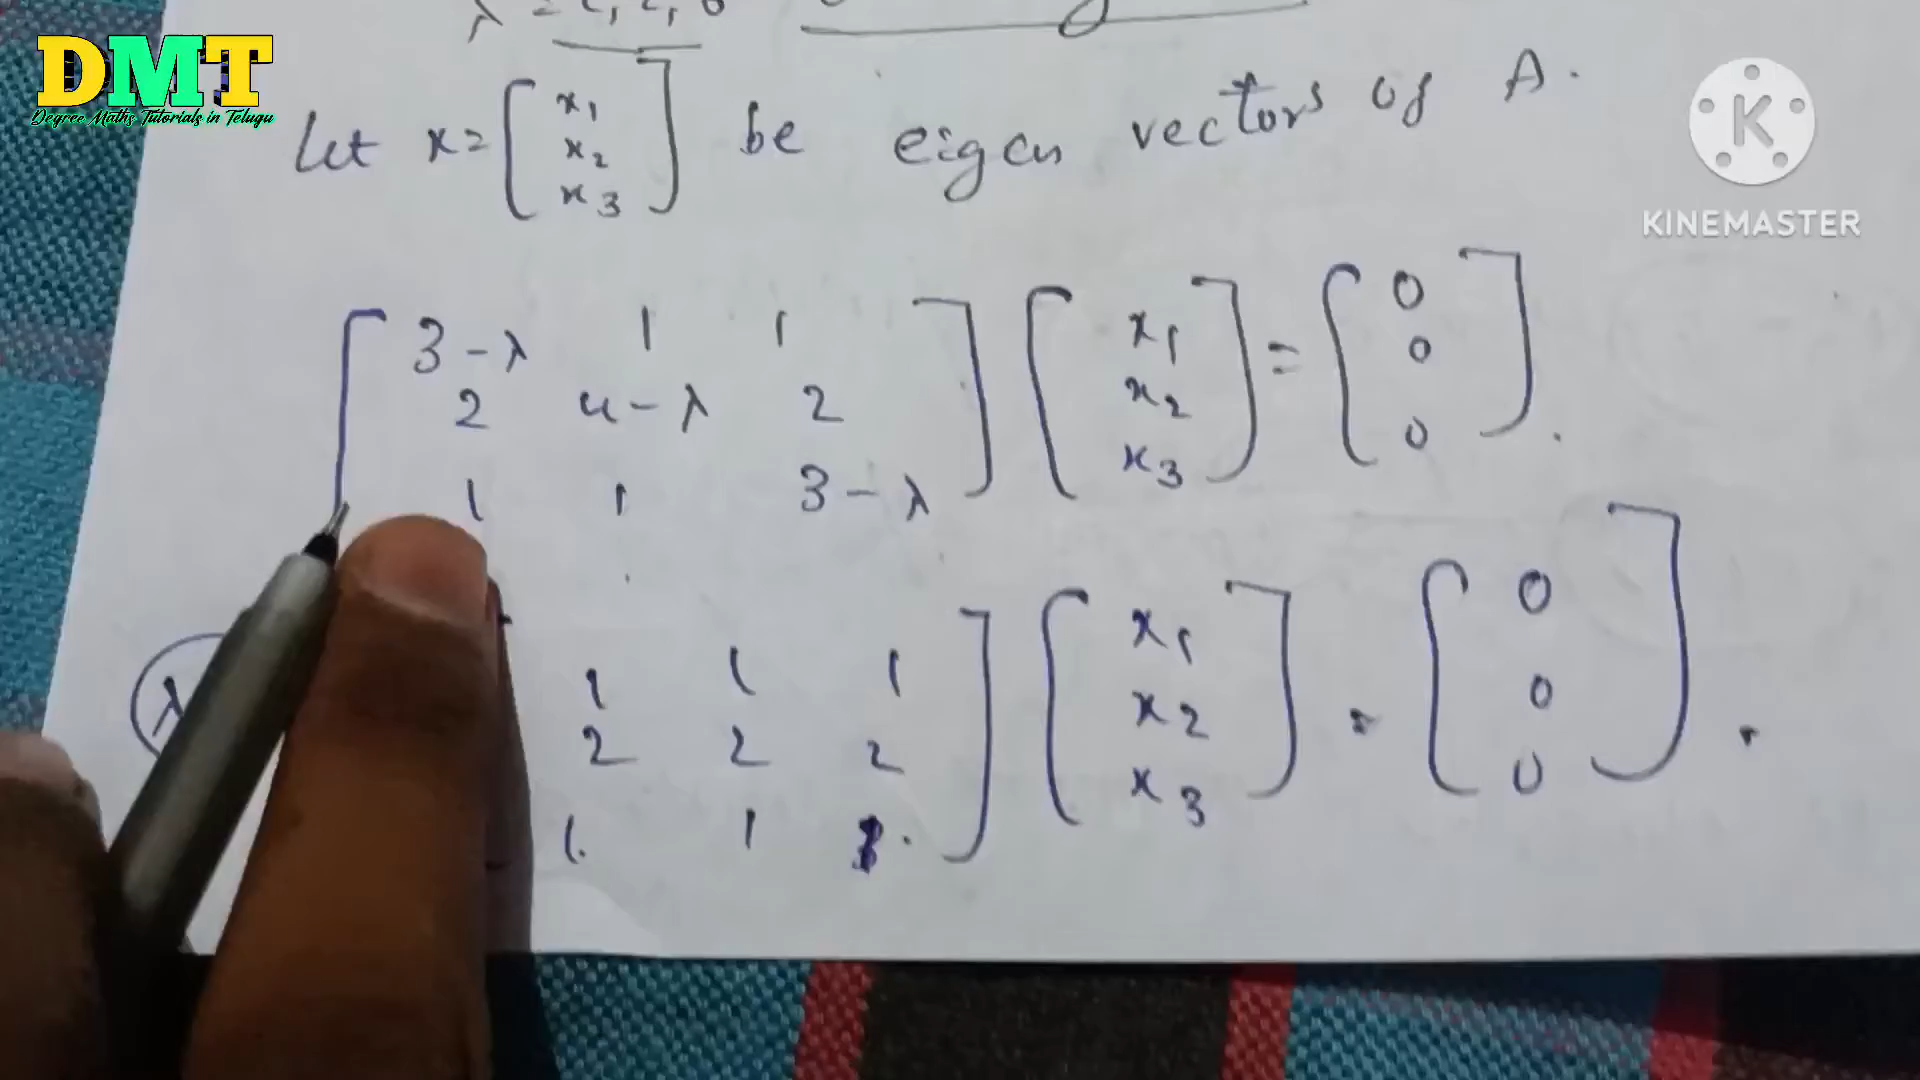 DMT
Degree Maths Tutorials in Telugu
KINEMASTER
λ =
Let x = [x1 x2 x3] be eigen vectors of A.
[3-λ 1 1] [x1] = [0]
[2 4-λ 2] [x2] [0]
[1 1 3-λ] [x3] [0].
λ
1 1 1] [x1] = [0]
2 2 2] [x2] [0].
1. 1 1.] [x3] [0]